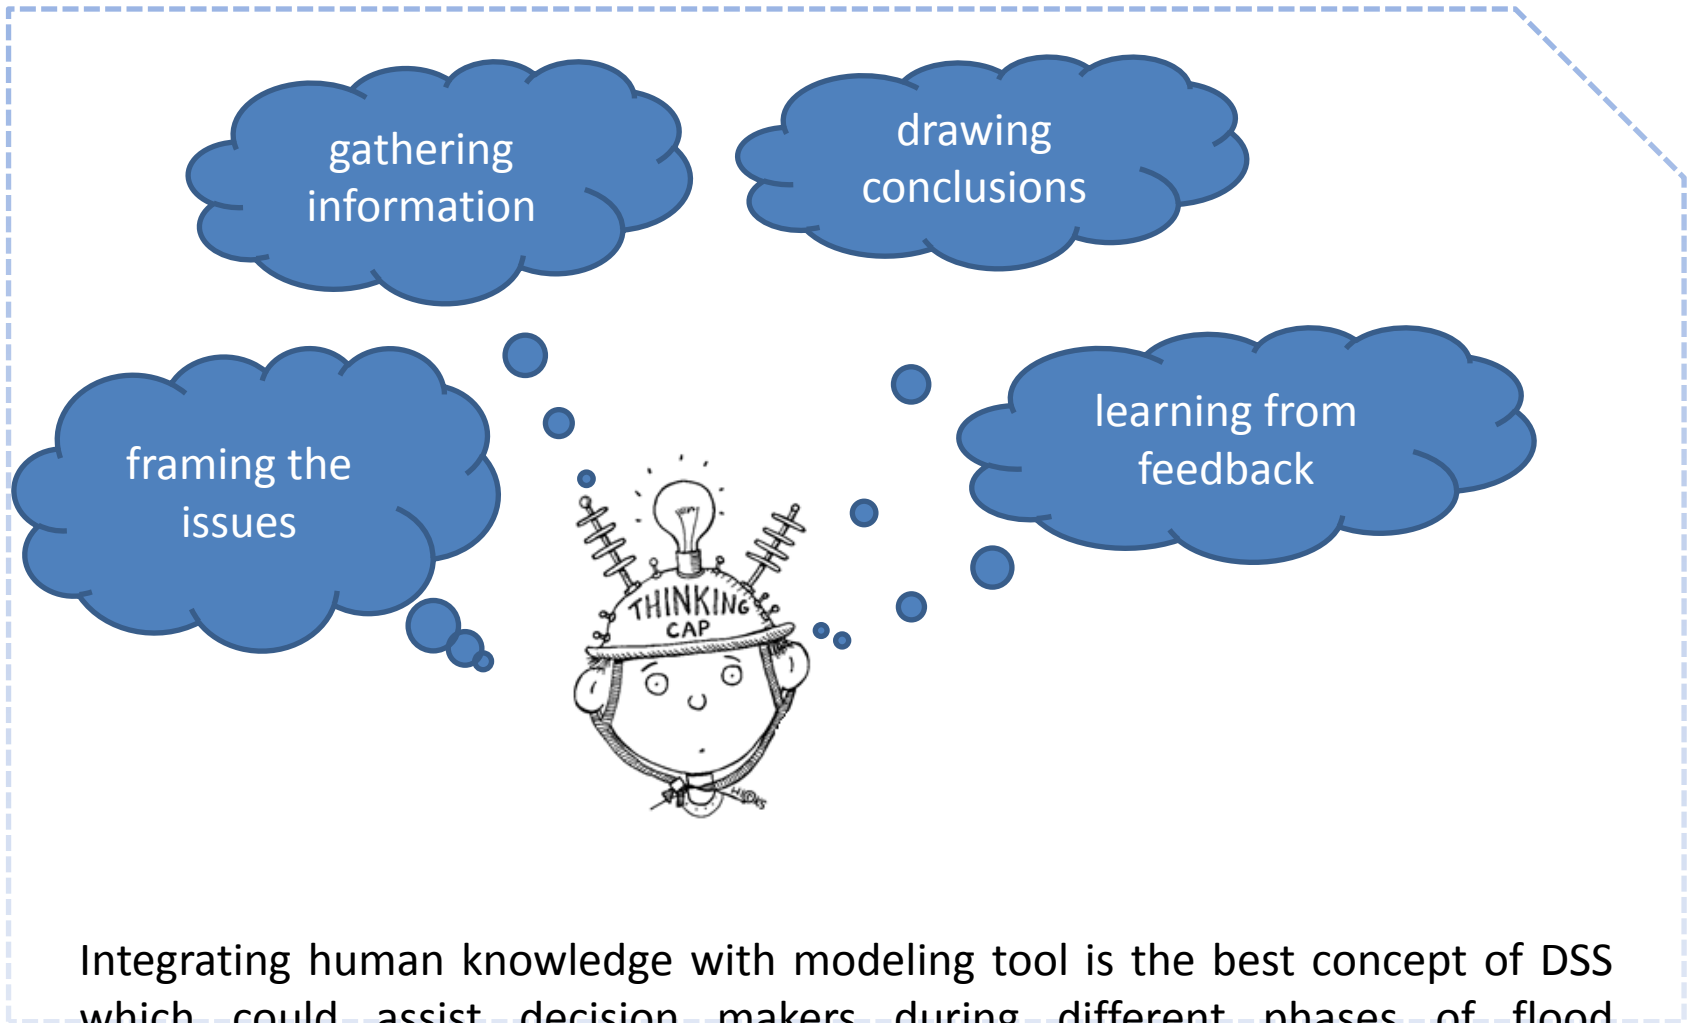 gathering
information
drawing
conclusions
framing the
issues
learning from
feedback
THINKING
CAP
Integrating human knowledge with modeling tool is the best concept of DSS
which could assist decision makers during different phases of flood